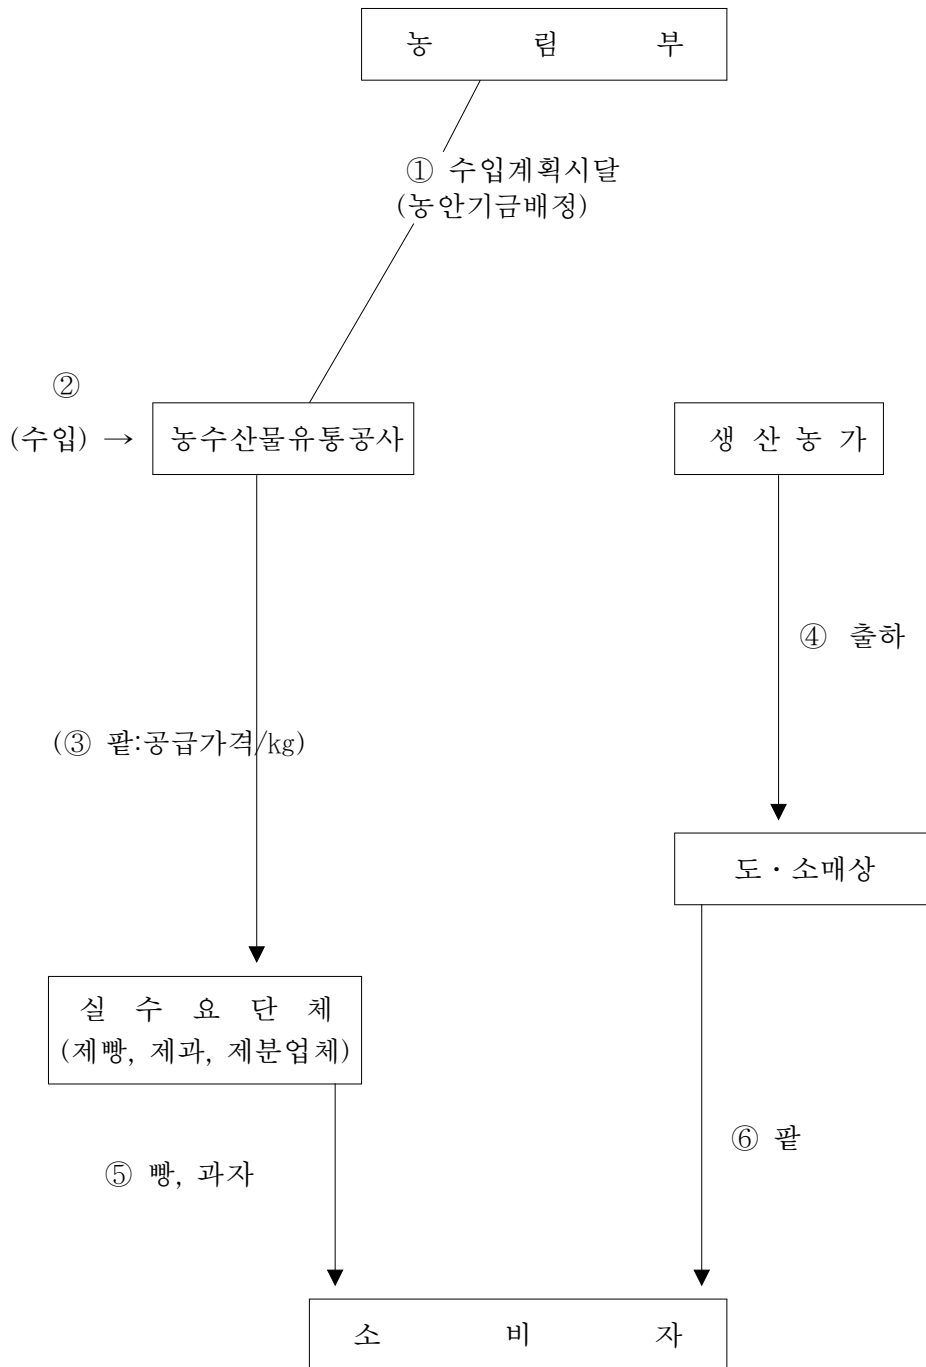 농 림 부
① 수입계획시달
(농안기금배정)
②
(수입) →
농수산물유통공사
생 산 농 가
④ 출하
(③ 팥:공급가격/kg)
도·소매상
실 수 요 단 체
(제빵, 제과, 제분업체)
⑥ 팥
⑤ 빵, 과자
소 비 자